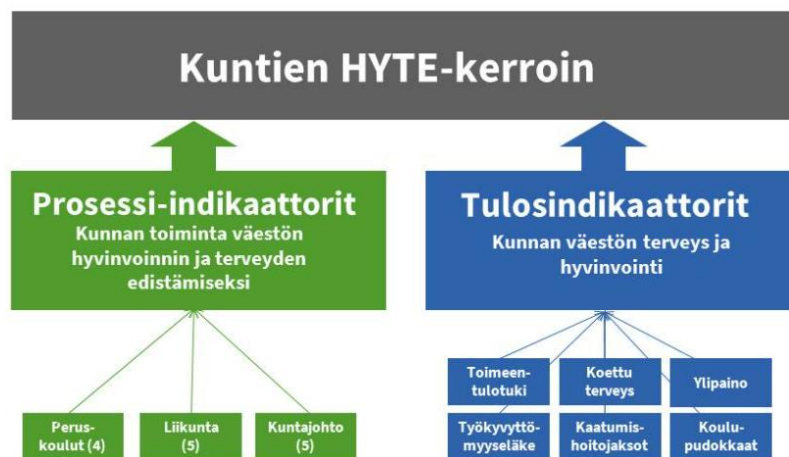 Kuntien HYTE-kerroin
Prosessi-indikaattorit
Kunnan toiminta väestön
hyvinvoinnin ja terveyden
edistämiseksi
Tulosindikaattorit
Kunnan väestön terveys ja
hyvinvointi
Perus-
koulut (4)
Liikunta
(5)
Kuntajohto
(5)
Toimeen-
tulotuki
Koettu
terveys
Ylipaino
Työkyvyttö-
myyseläke
Kaatumis-
hoitojaksot
Koulu-
pudokkaat